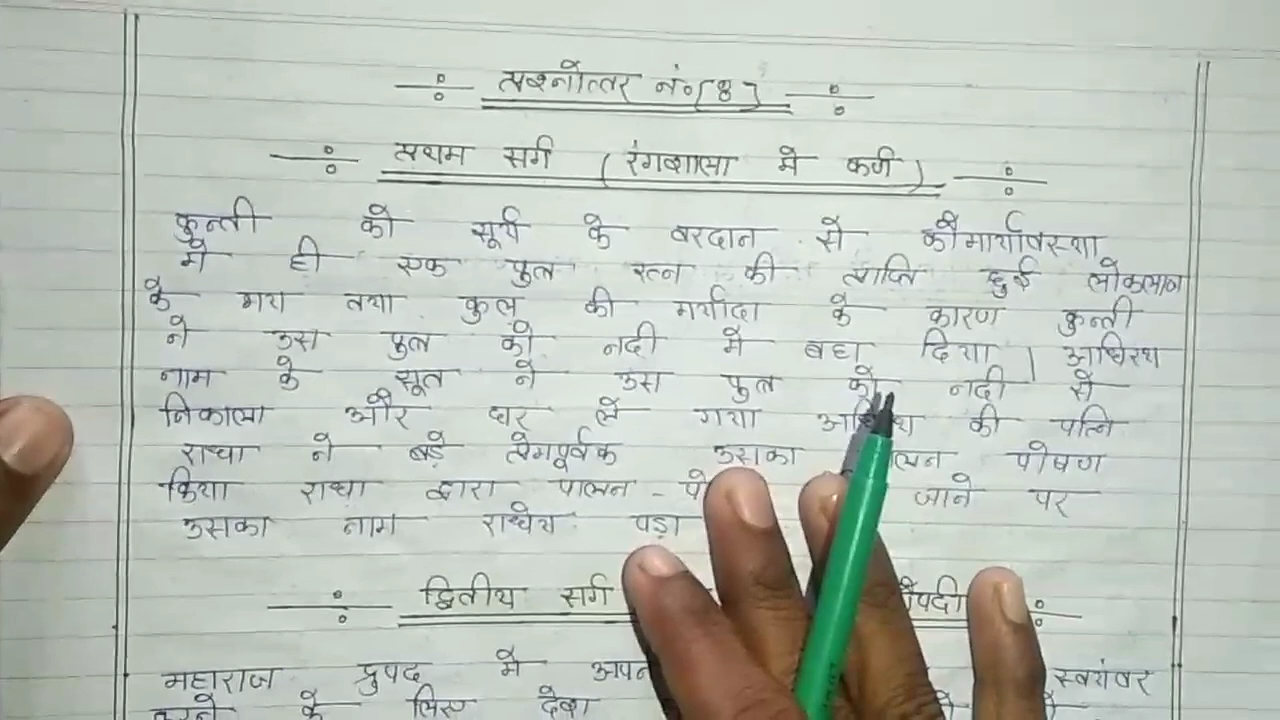 प्रश्नोत्तर नं०[8]
प्रथम सर्ग (रंगशाला मे कर्ण)
कुन्ती को सूर्य के बरदान से कौमार्यावस्था
मे ही एक पुत्र रत्न की प्राप्ति हुई लोकलाज
के भय तथा कुल की मर्यादा के कारण कुन्ती
ने उस पुत्र को नदी मे बहा दिया । अधिरथ
नाम के सूत ने उस पुत्र को नदी से
निकाला और घर ले गया की पत्नि
राधा ने बड़े प्रेमपूर्वक उसका पोषण
किया राधा द्वारा पालन - जाने पर
उसका नाम राधेय पड़ा
द्वितीय सर्ग
महाराज द्रुपद मे स्वयंवर
करने के लिए देश